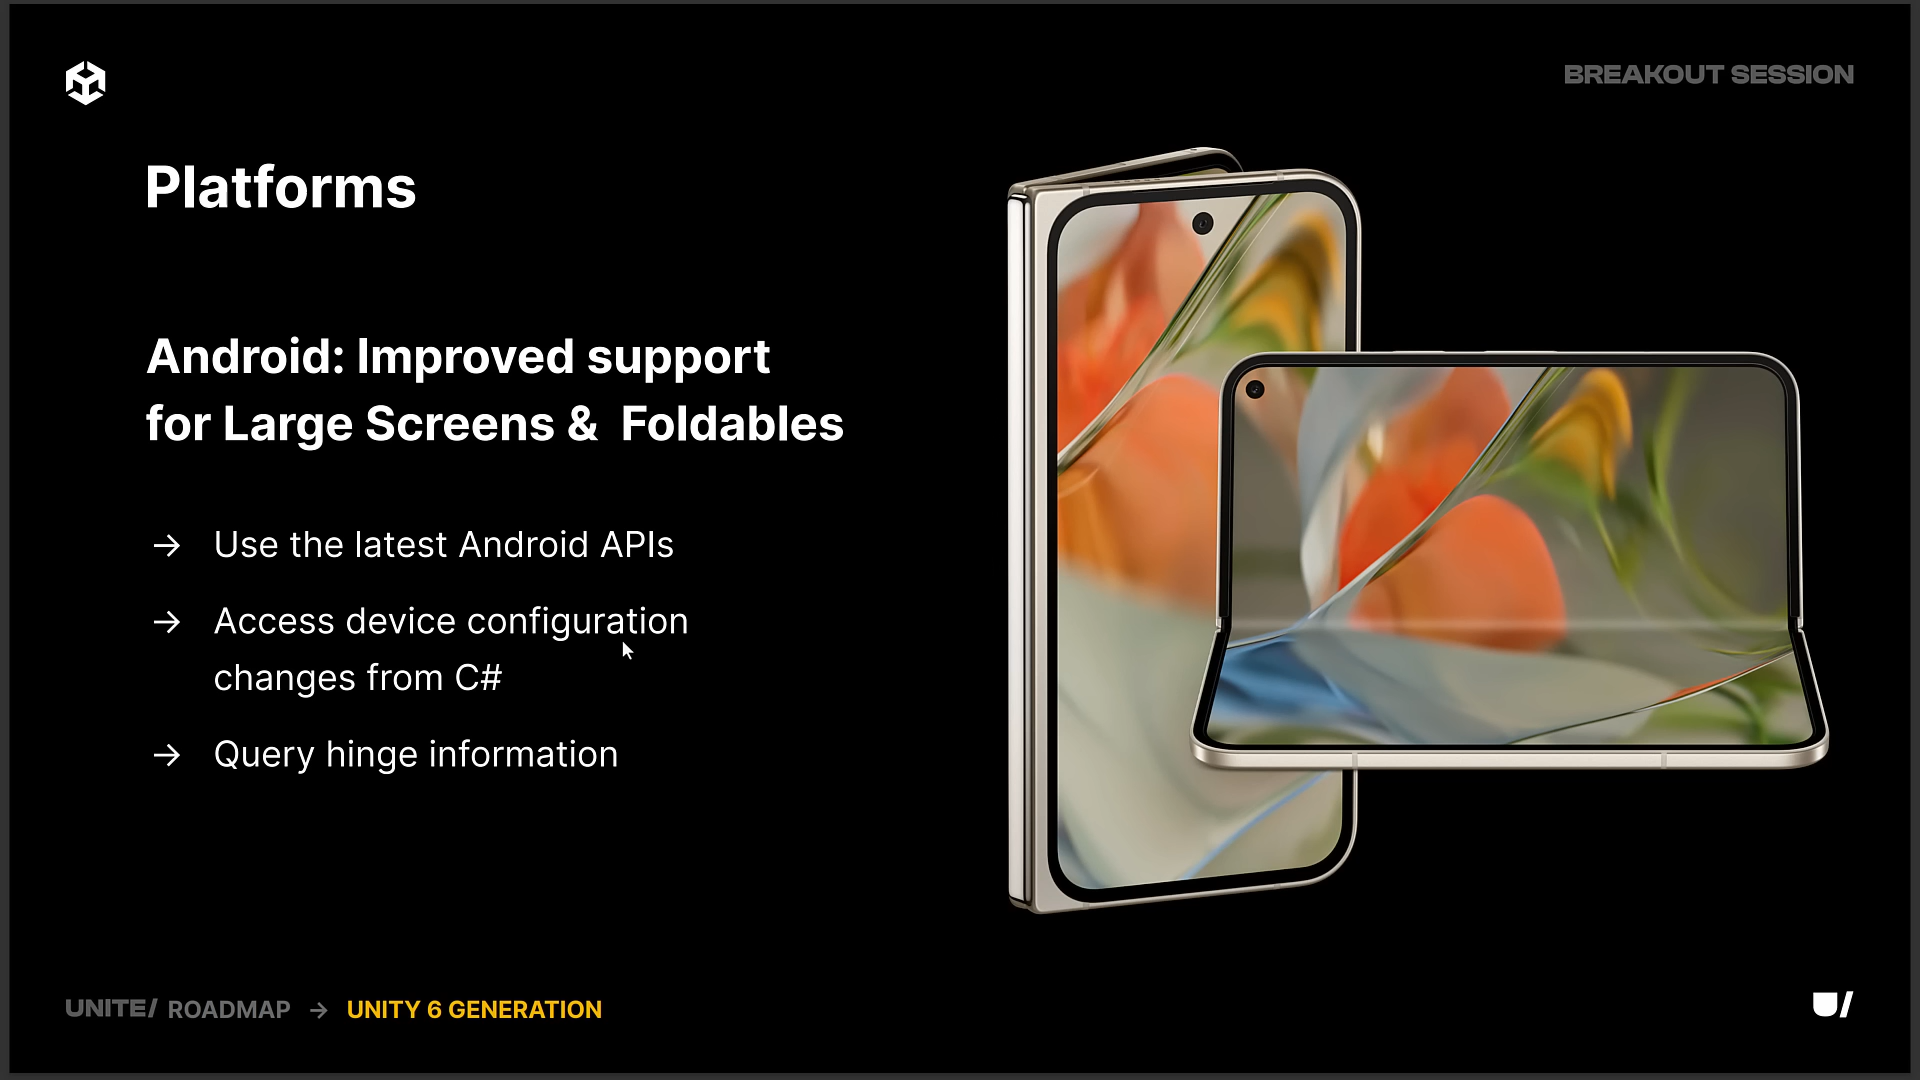 BREAKOUT SESSION
Platforms
Android: Improved support
for Large Screens & Foldables
→ Use the latest Android APIs
→ Access device configuration
changes from C#
→ Query hinge information
UNITE/ ROADMAP → UNITY 6 GENERATION
U/